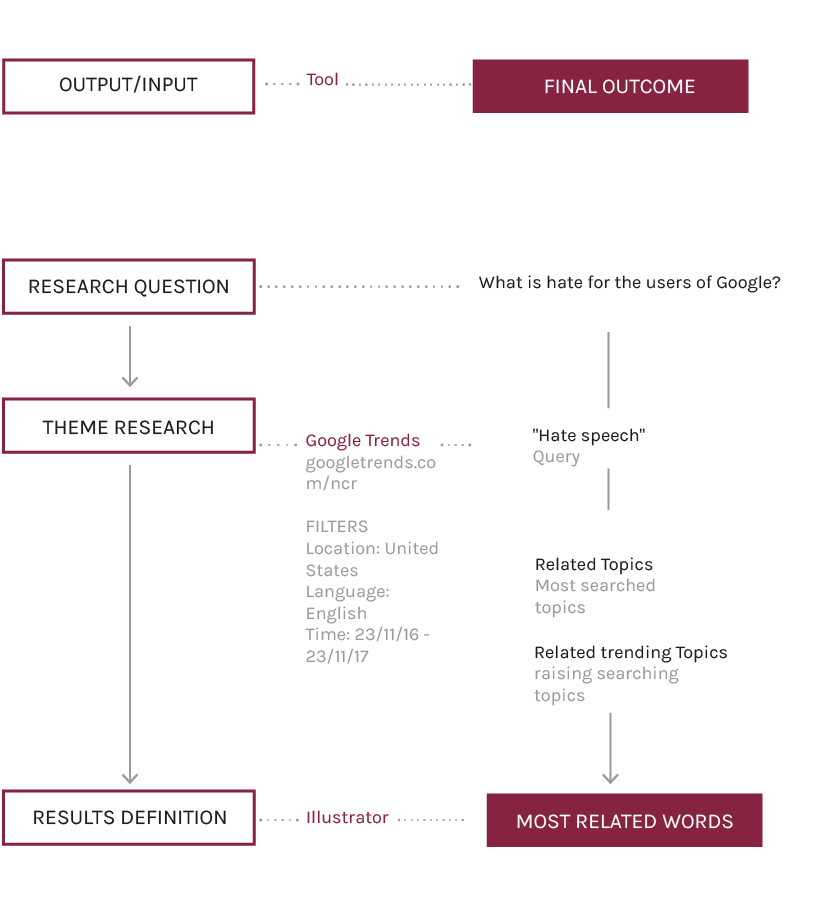 OUTPUT/INPUT
Tool
FINAL OUTCOME
RESEARCH QUESTION
What is hate for the users of Google?
THEME RESEARCH
Google Trends
googletrends.co
m/ncr
FILTERS
Location: United
States
Language:
English
Time: 23/11/16 -
23/11/17
"Hate speech"
Query
Related Topics
Most searched
topics
Related trending Topics
raising searching
topics
RESULTS DEFINITION
Illustrator
MOST RELATED WORDS